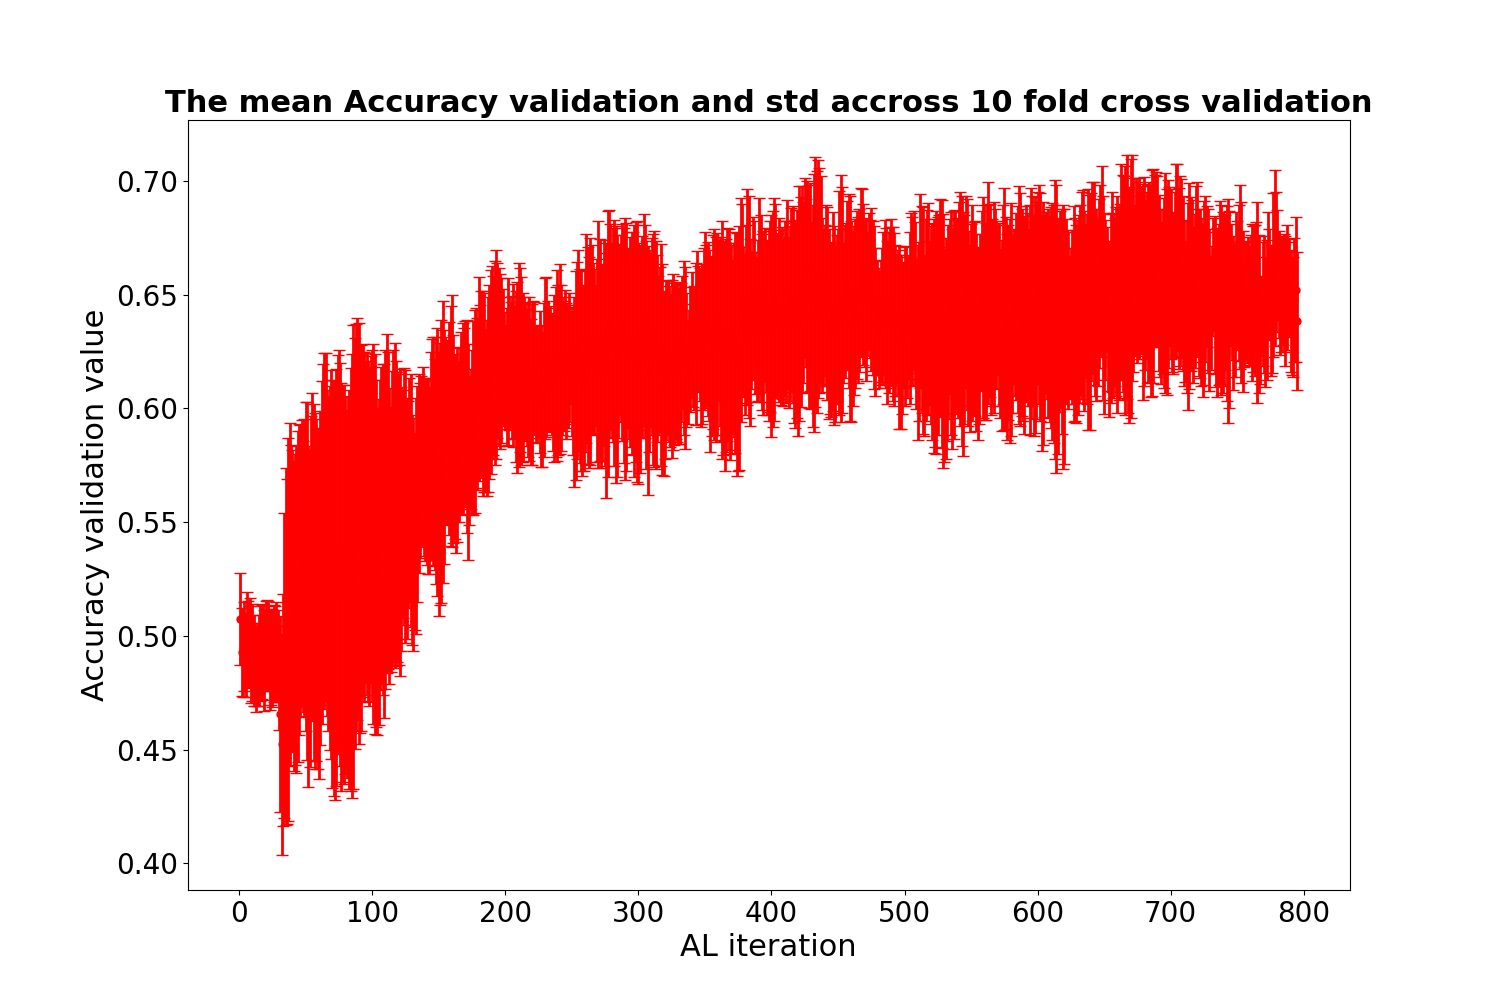 The mean Accuracy validation and std accross 10 fold cross validation
Accuracy validation value
0.70
0.65
0.60
0.55
0.50
0.45
0.40
0 100 200 300 400 500 600 700 800
AL iteration